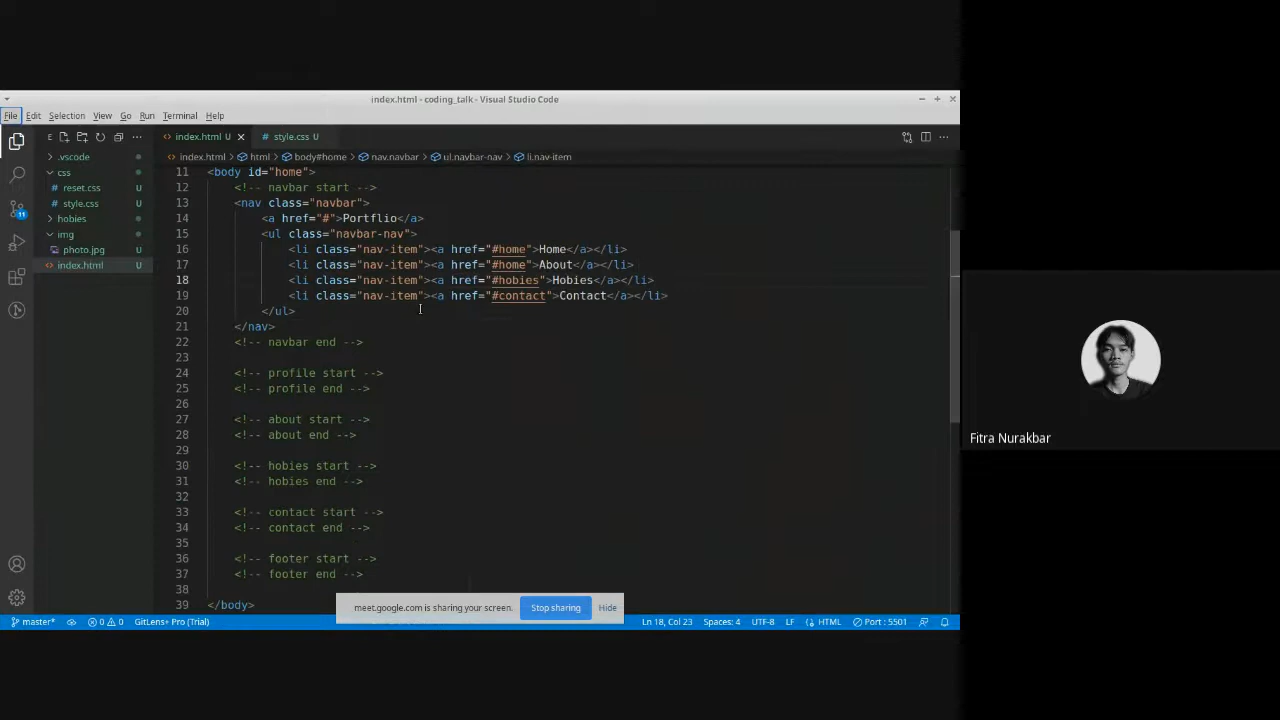 index.html - coding_talk - Visual Studio Code
File Edit Selection View Go Run Terminal Help
E
index.html U
style.css U
.vscode
css
reset.css U
style.css U
hobies
img
photo.jpg U
index.html U
index.html > html > body#home > nav.navbar > ul.navbar-nav > li.nav-item
11 <body id="home">
12 <!-- navbar start -->
13 <nav class="navbar">
14 <a href="#">Portflio</a>
15 <ul class="navbar-nav">
16 <li class="nav-item"><a href="#home">Home</a></li>
17 <li class="nav-item"><a href="#home">About</a></li>
18 <li class="nav-item"><a href="#hobies">Hobies</a></li>
19 <li class="nav-item"><a href="#contact">Contact</a></li>
20 </ul>
21 </nav>
22 <!-- navbar end -->
23
24 <!-- profile start -->
25 <!-- profile end -->
26
27 <!-- about start -->
28 <!-- about end -->
29
30 <!-- hobies start -->
31 <!-- hobies end -->
32
33 <!-- contact start -->
34 <!-- contact end -->
35
36 <!-- footer start -->
37 <!-- footer end -->
38
39 </body>
11
meet.google.com is sharing your screen. Stop sharing Hide
master* 0 0 GitLens+ Pro (Trial) Ln 18, Col 23 Spaces: 4 UTF-8 LF HTML Port : 5501
Fitra Nurakbar